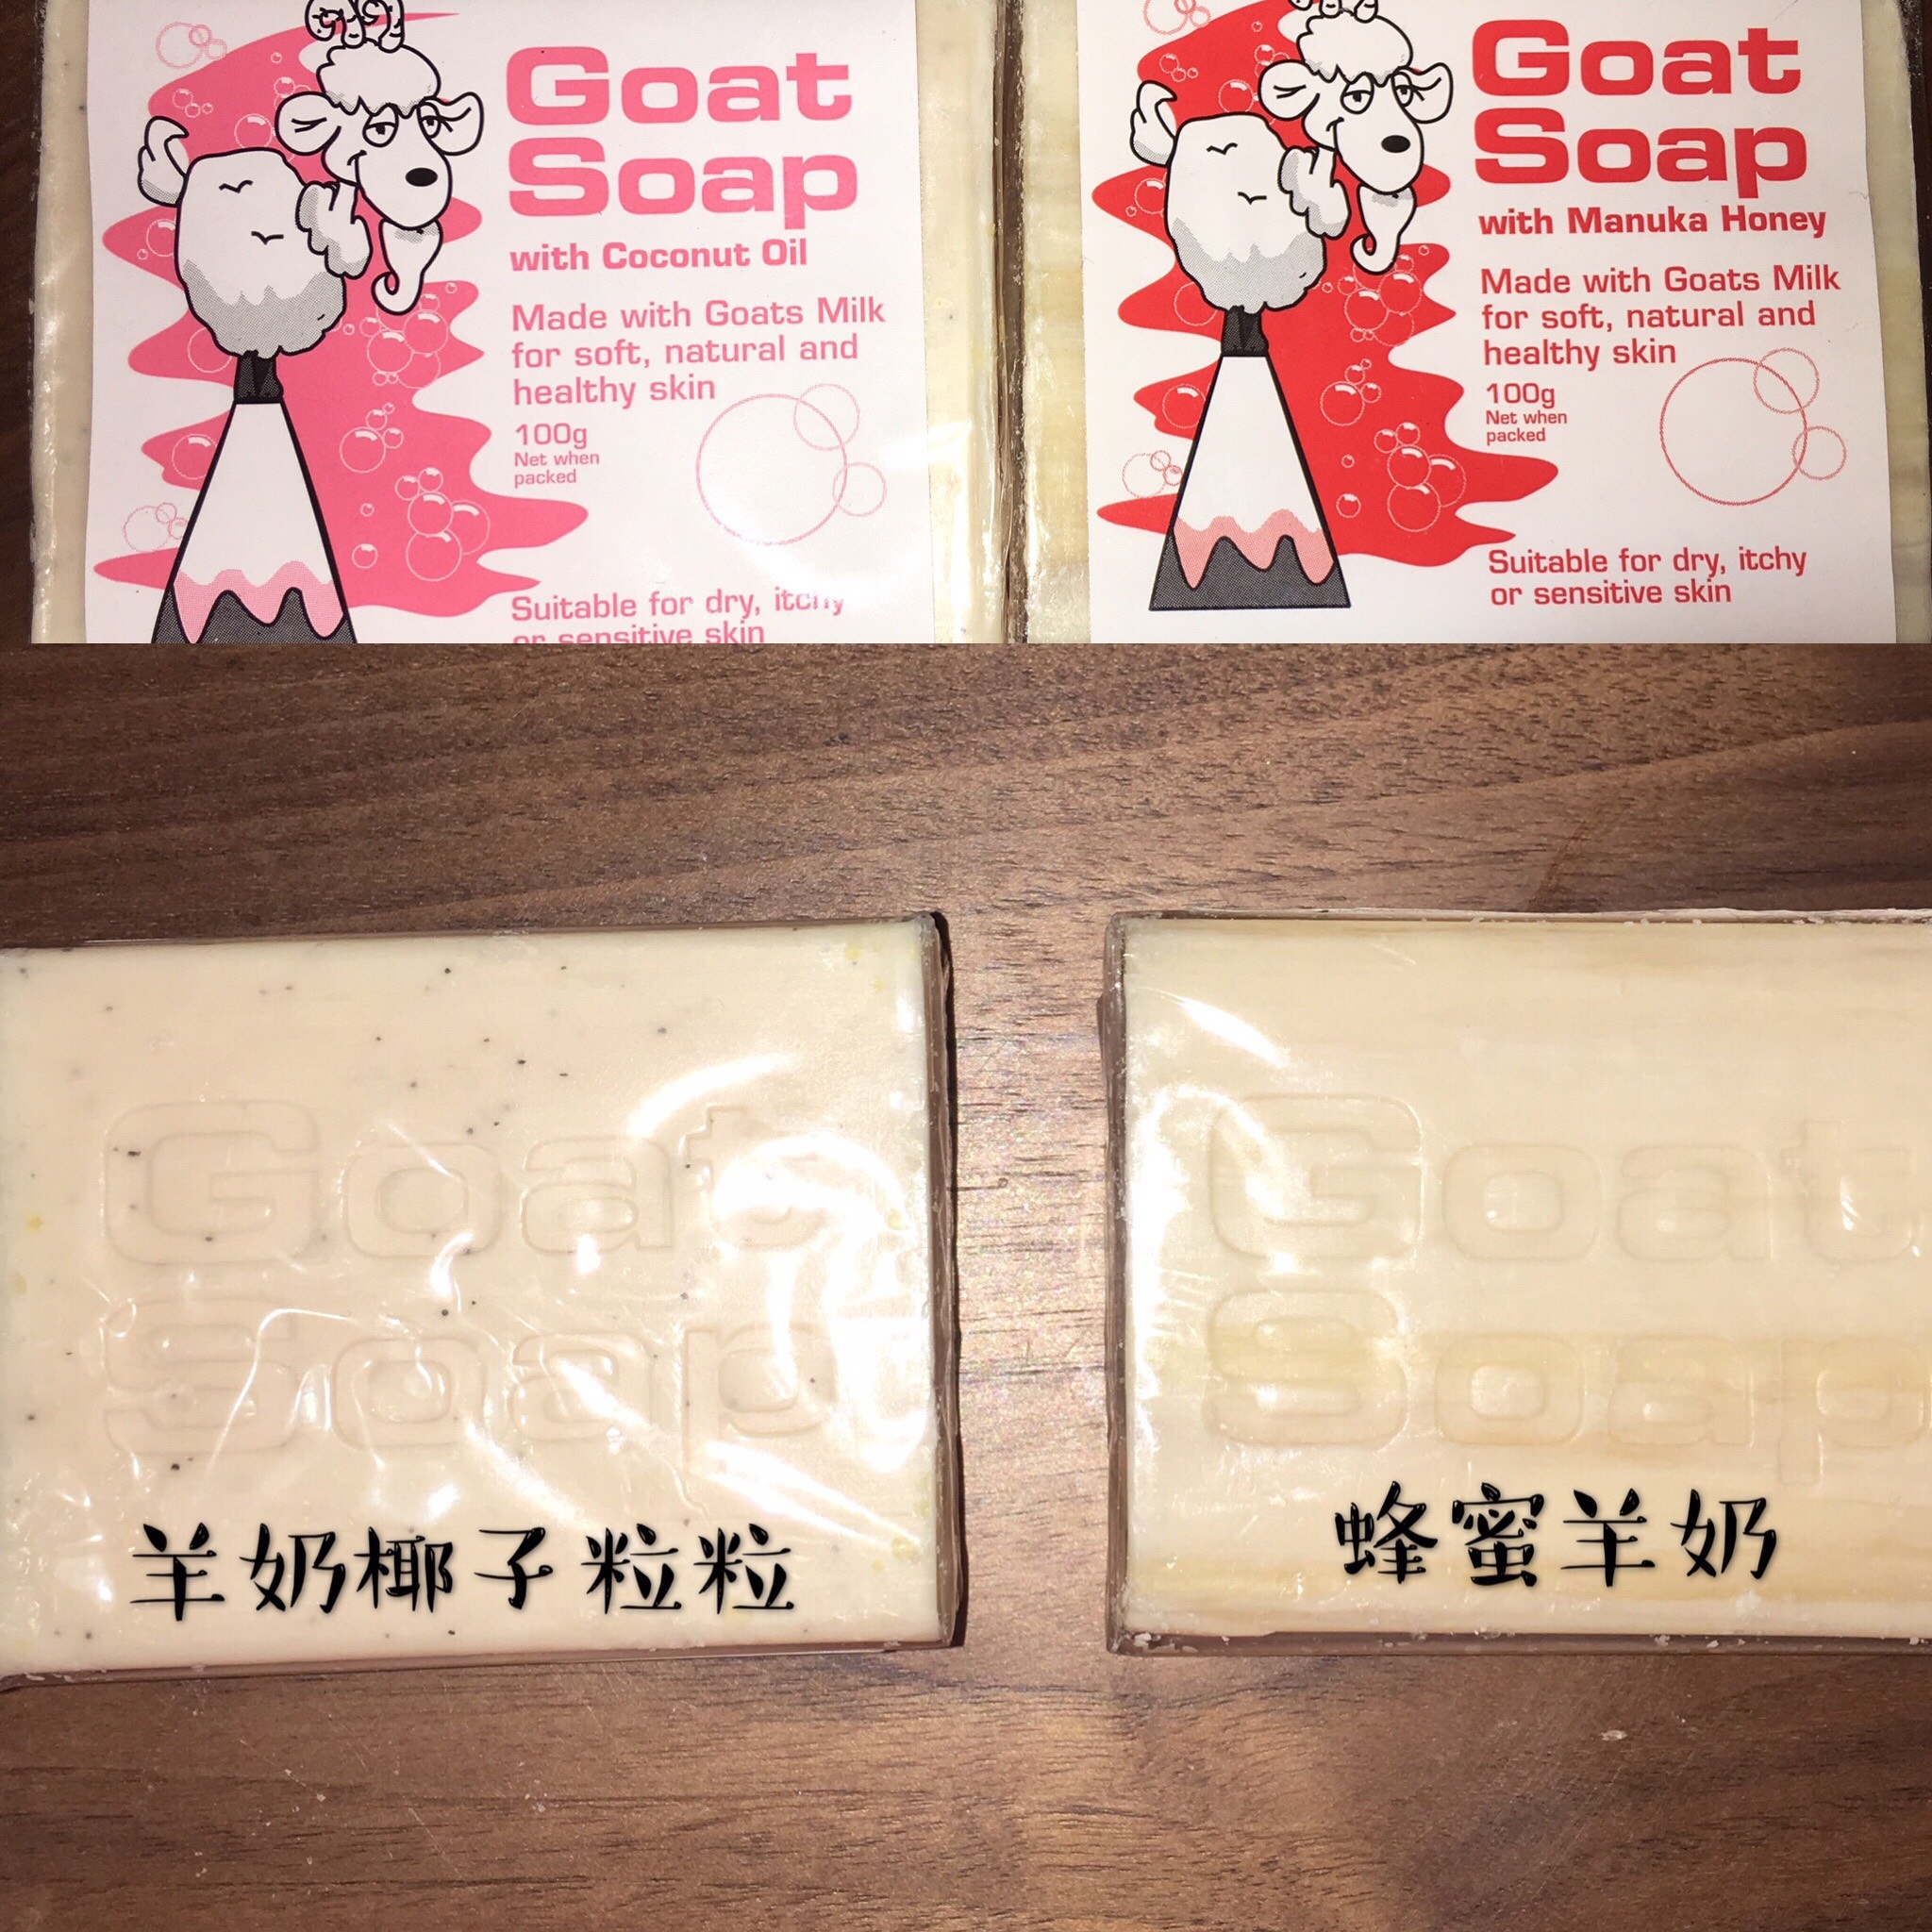 Goat
Soap
with Coconut Oil
Made with Goats Milk
for soft, natural and
healthy skin
100g
Net when
packed
Suitable for dry, itchy
or sensitive skin
Goat
Soap
with Manuka Honey
Made with Goats Milk
for soft, natural and
healthy skin
100g
Net when
packed
Suitable for dry, itchy
or sensitive skin
Goat
Soap
羊奶椰子粒粒
Goat
Soap
蜂蜜羊奶